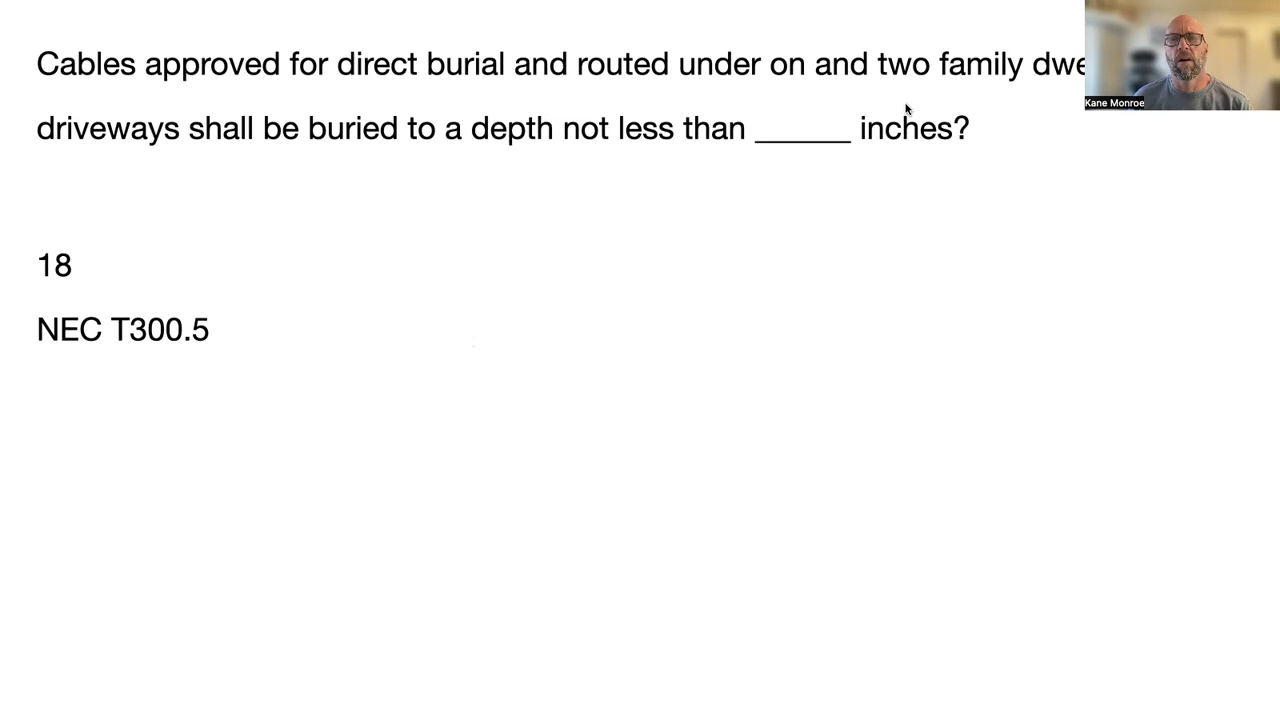 Cables approved for direct burial and routed under on and two family dwe
driveways shall be buried to a depth not less than ______ inches?
18
NEC T300.5
Kane Monroe